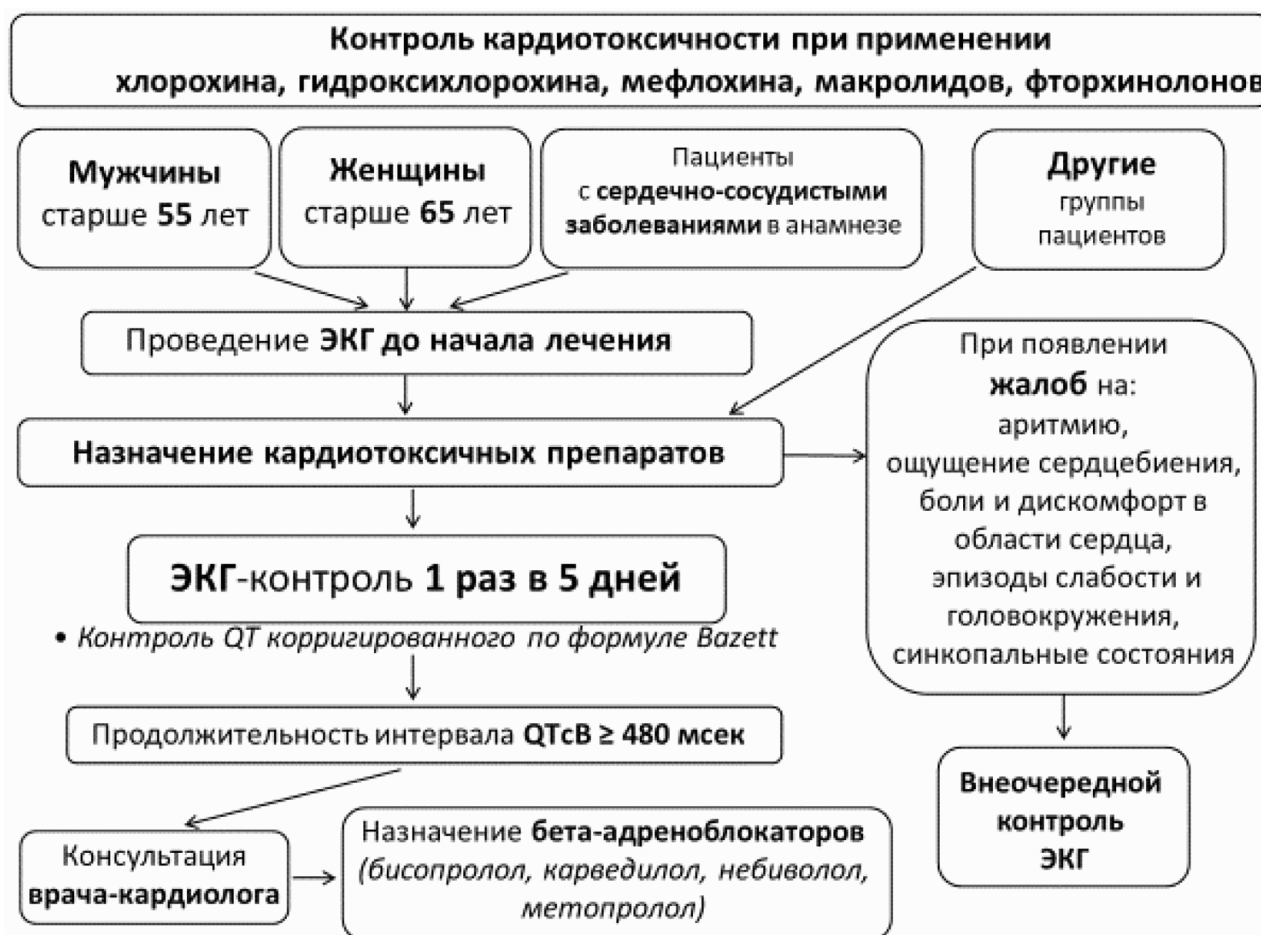 Контроль кардиотоксичности при применении
хлорохина, гидроксихлорохина, мефлохина, макролидов, фторхинолонов
Мужчины
старше 55 лет
Женщины
старше 65 лет
Пациенты
с сердечно-сосудистыми
заболеваниями в анамнезе
Другие
группы
пациентов
Проведение ЭКГ до начала лечения
Назначение кардиотоксичных препаратов
При появлении
жалоб на:
аритмию,
ощущение сердцебиения,
боли и дискомфорт в
области сердца,
эпизоды слабости и
головокружения,
синкопальные состояния
ЭКГ-контроль 1 раз в 5 дней
• Контроль QT корригированного по формуле Bazett
Продолжительность интервала QTcB ≥ 480 мсек
Внеочередной
контроль
ЭКГ
Консультация
врача-кардиолога
Назначение бета-адреноблокаторов
(бисопролол, карведилол, небиволол,
метопролол)